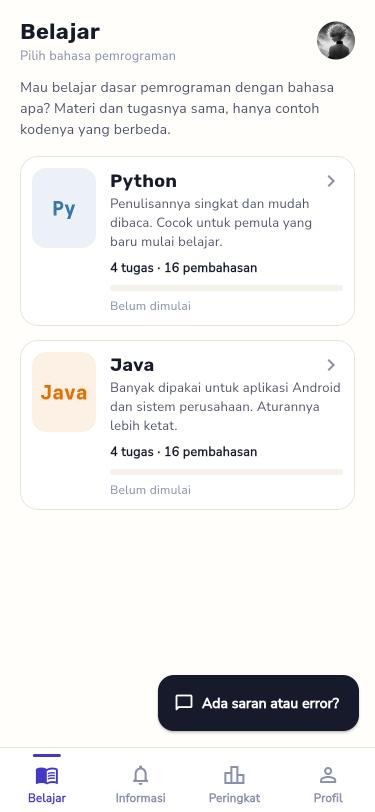 Belajar
Pilih bahasa pemrograman
Mau belajar dasar pemrograman dengan bahasa
apa? Materi dan tugasnya sama, hanya contoh
kodenya yang berbeda.
Py
Python
Penulisannya singkat dan mudah
dibaca. Cocok untuk pemula yang
baru mulai belajar.
4 tugas · 16 pembahasan
Belum dimulai
Java
Java
Banyak dipakai untuk aplikasi Android
dan sistem perusahaan. Aturannya
lebih ketat.
4 tugas · 16 pembahasan
Belum dimulai
Ada saran atau error?
Belajar
Informasi
Peringkat
Profil